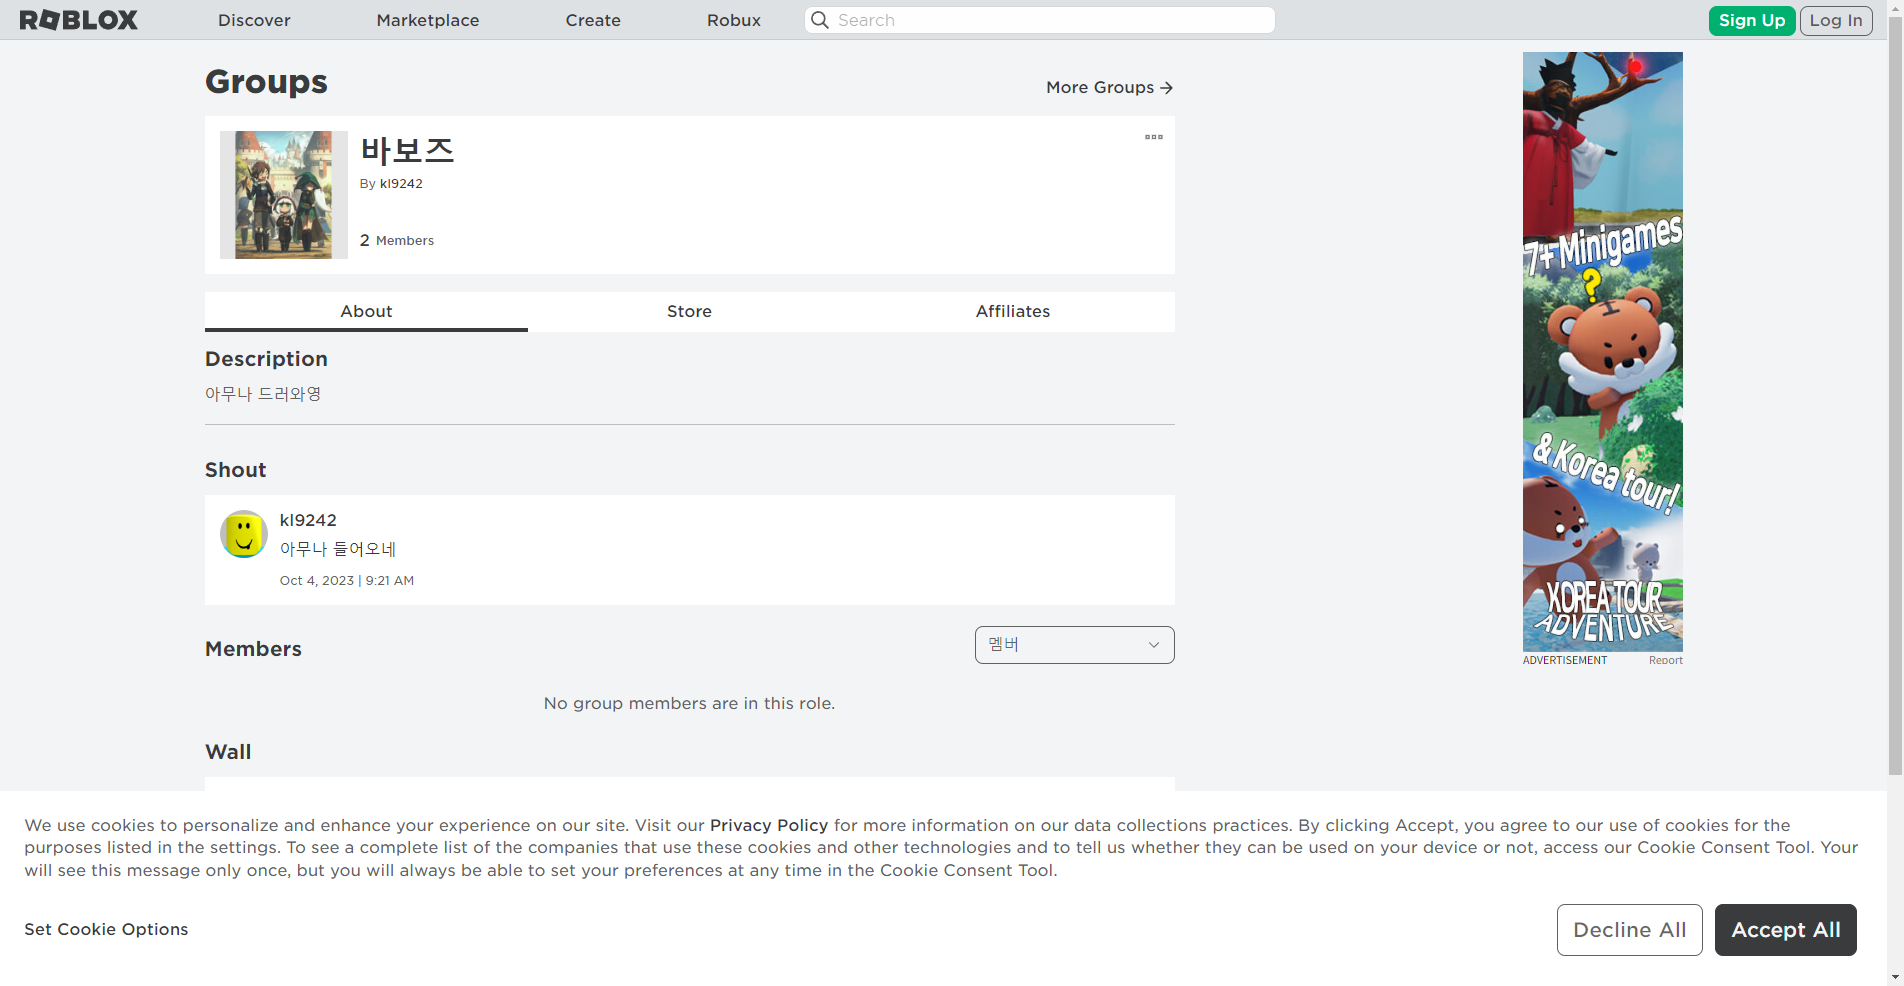 ROBLOX
Discover
Marketplace
Create
Robux
Search
Sign Up
Log In
Groups
More Groups →
바보즈
By kl9242
2 Members
About
Store
Affiliates
Description
아무나 드러와영
Shout
kl9242
아무나 들어오네
Oct 4, 2023 | 9:21 AM
Members
멤버
No group members are in this role.
Wall
7+ Minigames
?
& Korea tour!
KOREA TOUR
ADVENTURE
ADVERTISEMENT
Report
We use cookies to personalize and enhance your experience on our site. Visit our Privacy Policy for more information on our data collections practices. By clicking Accept, you agree to our use of cookies for the
purposes listed in the settings. To see a complete list of the companies that use these cookies and other technologies and to tell us whether they can be used on your device or not, access our Cookie Consent Tool. Your
will see this message only once, but you will always be able to set your preferences at any time in the Cookie Consent Tool.
Set Cookie Options
Decline All
Accept All